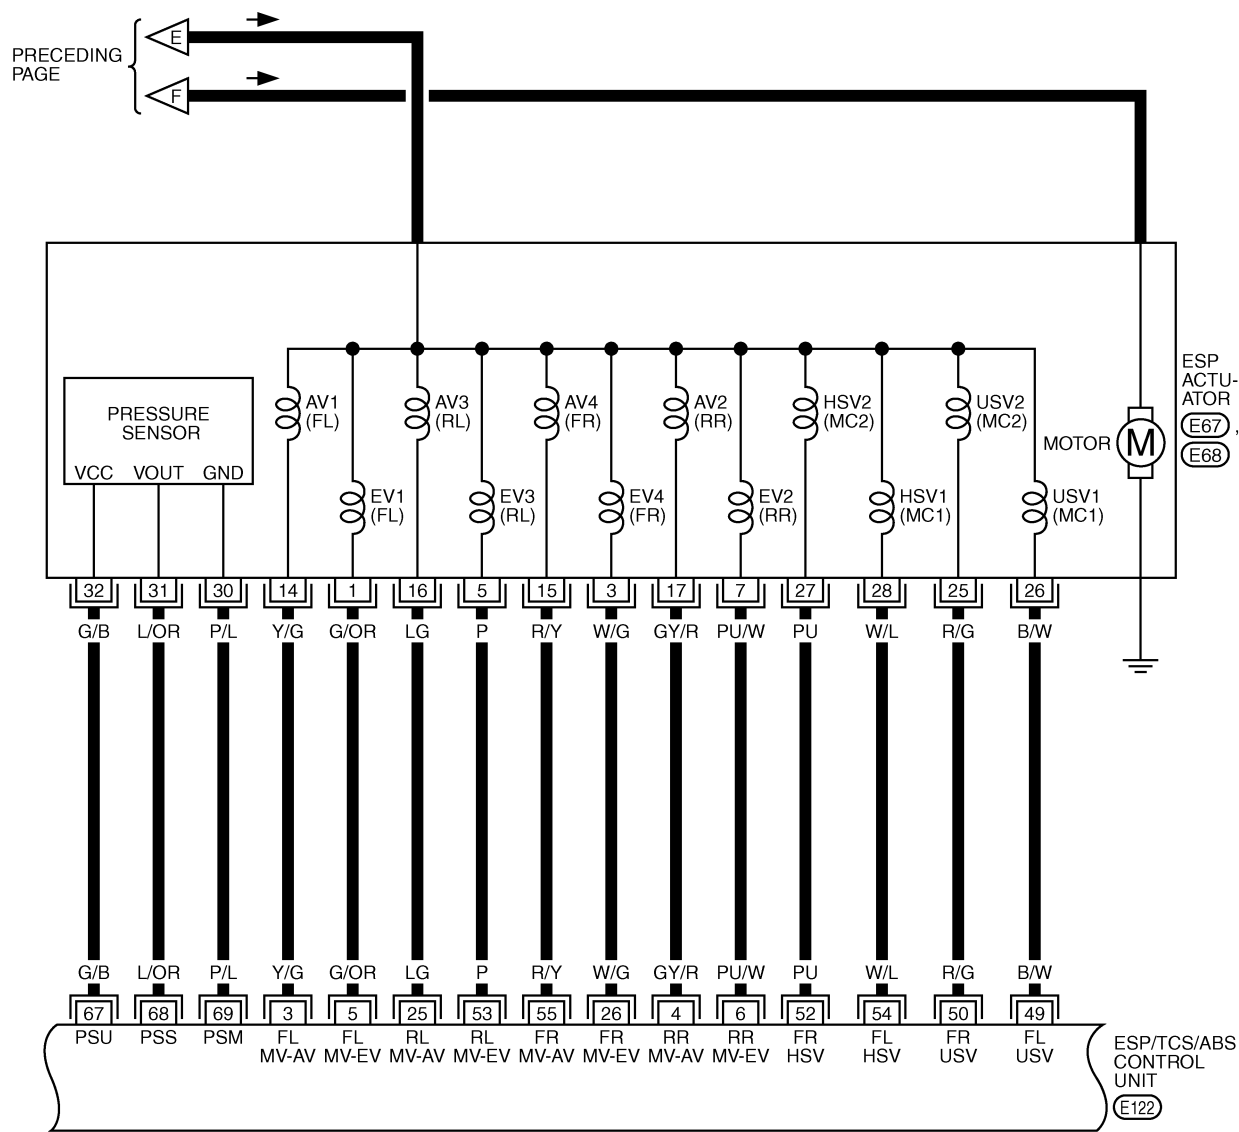 E
PRECEDING
PAGE
F
ESP
ACTU-
ATOR
E67 ,
E68
AV1
(FL)
AV3
(RL)
AV4
(FR)
AV2
(RR)
HSV2
(MC2)
USV2
(MC2)
PRESSURE
SENSOR
VCC VOUT GND
MOTOR M
EV1
(FL)
EV3
(RL)
EV4
(FR)
EV2
(RR)
HSV1
(MC1)
USV1
(MC1)
32 31 30 14 1 16 5 15 3 17 7 27 28 25 26
G/B L/OR P/L Y/G G/OR LG P R/Y W/G GY/R PU/W PU W/L R/G B/W
G/B L/OR P/L Y/G G/OR LG P R/Y W/G GY/R PU/W PU W/L R/G B/W
67 68 69 3 5 25 53 55 26 4 6 52 54 50 49
PSU PSS PSM FL FL RL RL FR FR RR RR FR FL FR FL
MV-AV MV-EV MV-AV MV-EV MV-AV MV-EV MV-AV MV-EV HSV HSV USV USV
ESP/TCS/ABS
CONTROL
UNIT
E122